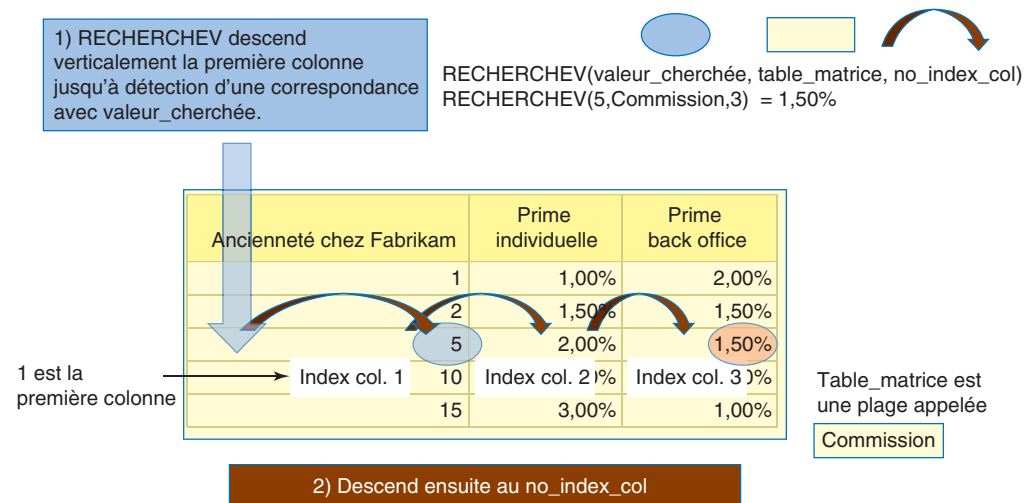 1) RECHERCHEV descend
verticalement la première colonne
jusqu'à détection d'une correspondance
avec valeur_cherchée.
RECHERCHEV(valeur_cherchée, table_matrice, no_index_col)
RECHERCHEV(5,Commission,3) = 1,50%
Ancienneté chez Fabrikam
Prime
individuelle
Prime
back office
1 1,00% 2,00%
2 1,50% 1,50%
5 2,00% 1,50%
1 est la
première colonne
Index col. 1 10 Index col. 2 % Index col. 3 0%
15 3,00% 1,00%
Table_matrice est
une plage appelée
Commission
2) Descend ensuite au no_index_col